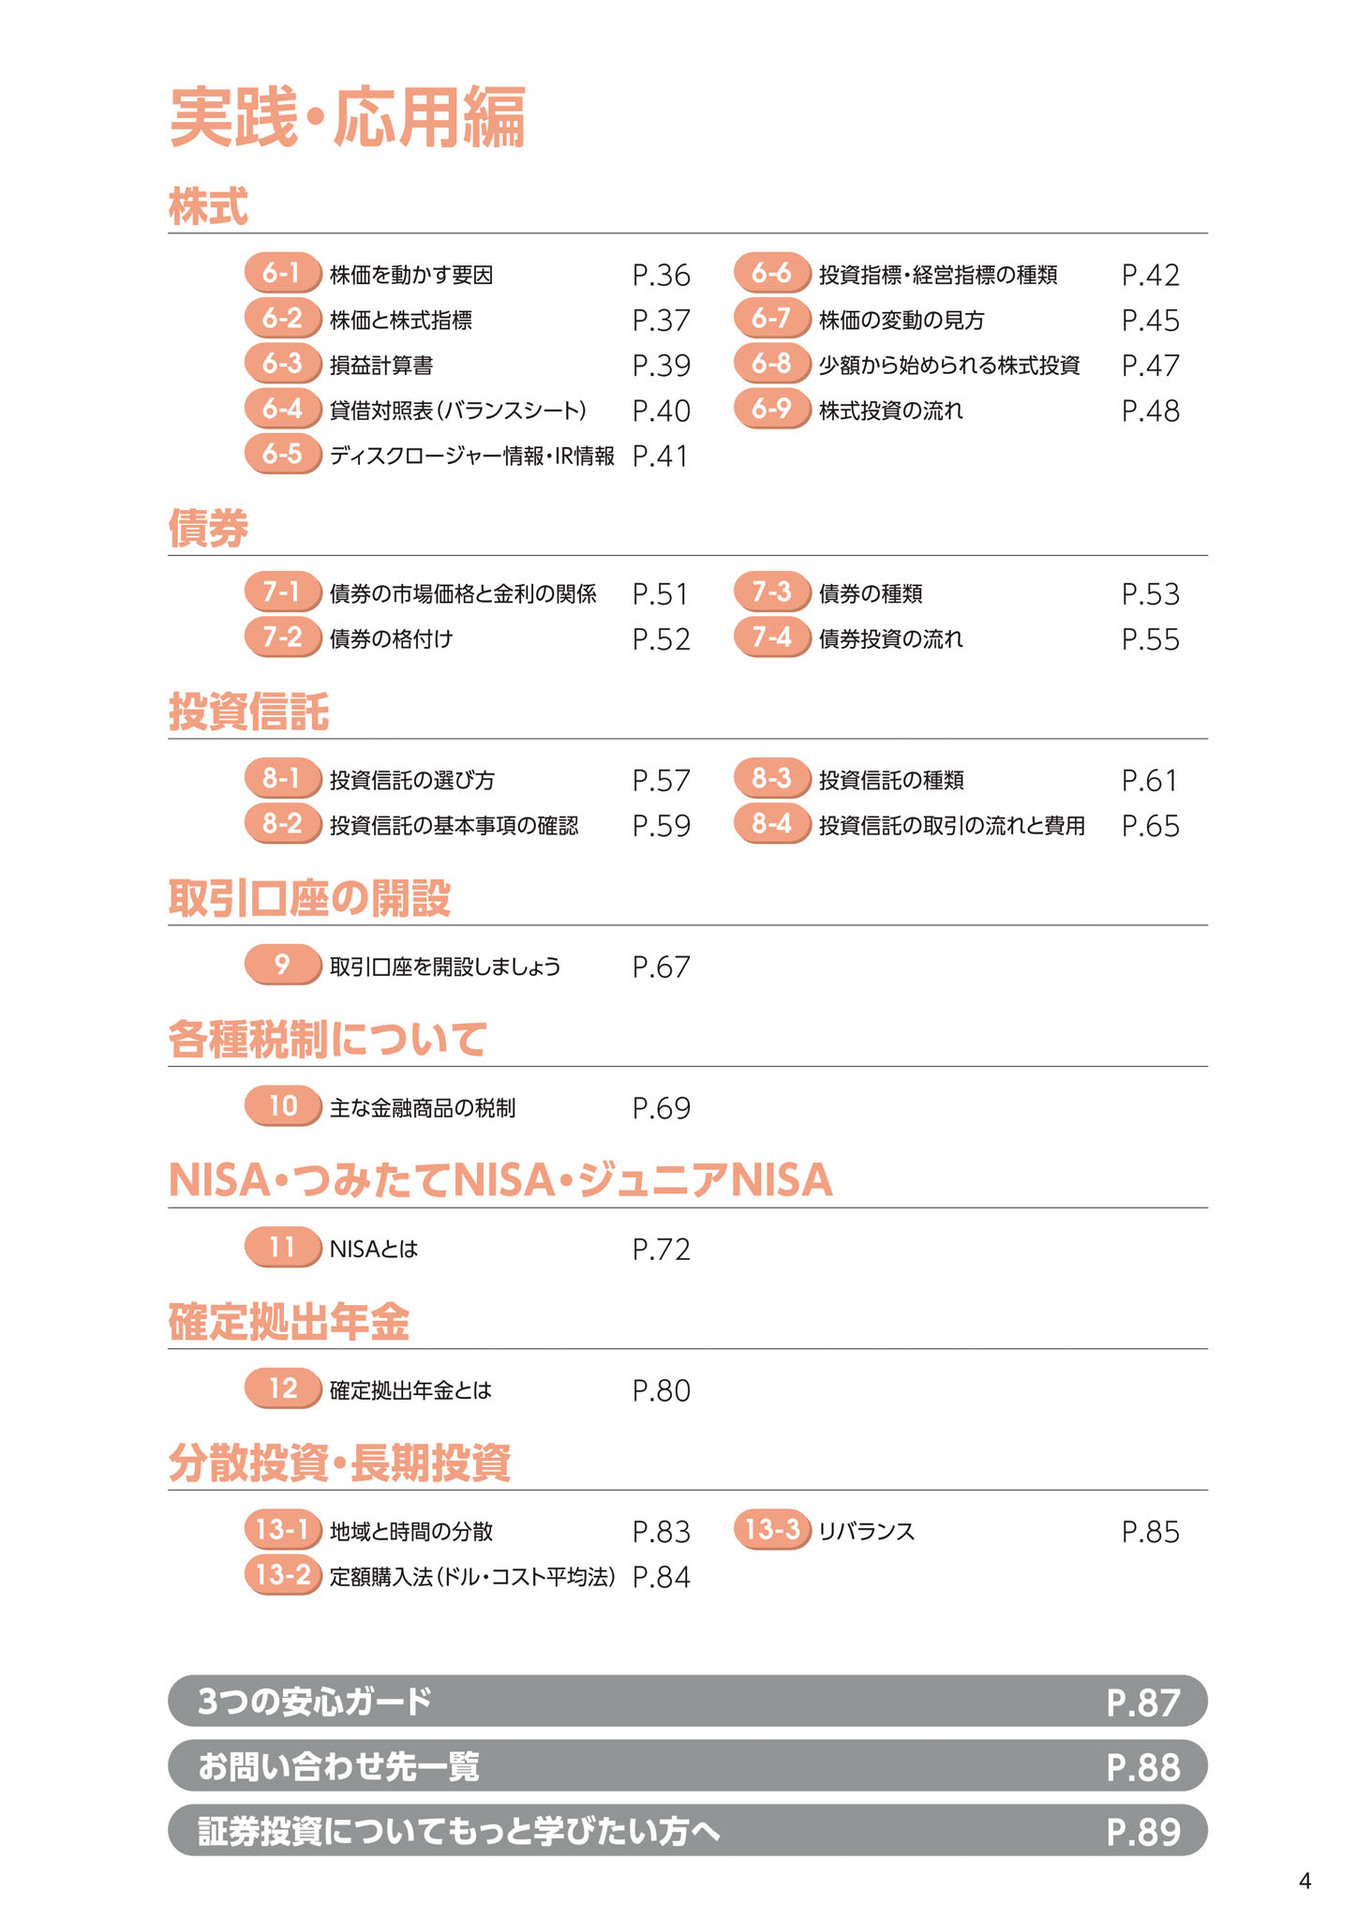 実践・応用編
株式
6-1 株価を動かす要因 P.36
6-2 株価と株式指標 P.37
6-3 損益計算書 P.39
6-4 貸借対照表（バランスシート） P.40
6-5 ディスクロージャー情報・IR情報 P.41
6-6 投資指標・経営指標の種類 P.42
6-7 株価の変動の見方 P.45
6-8 少額から始められる株式投資 P.47
6-9 株式投資の流れ P.48
債券
7-1 債券の市場価格と金利の関係 P.51
7-2 債券の格付け P.52
7-3 債券の種類 P.53
7-4 債券投資の流れ P.55
投資信託
8-1 投資信託の選び方 P.57
8-2 投資信託の基本事項の確認 P.59
8-3 投資信託の種類 P.61
8-4 投資信託の取引の流れと費用 P.65
取引口座の開設
9 取引口座を開設しましょう P.67
各種税制について
10 主な金融商品の税制 P.69
NISA・つみたてNISA・ジュニアNISA
11 NISAとは P.72
確定拠出年金
12 確定拠出年金とは P.80
分散投資・長期投資
13-1 地域と時間の分散 P.83
13-2 定額購入法（ドル・コスト平均法） P.84
13-3 リバランス P.85
3つの安心ガード P.87
お問い合わせ先一覧 P.88
証券投資についてもっと学びたい方へ P.89
4